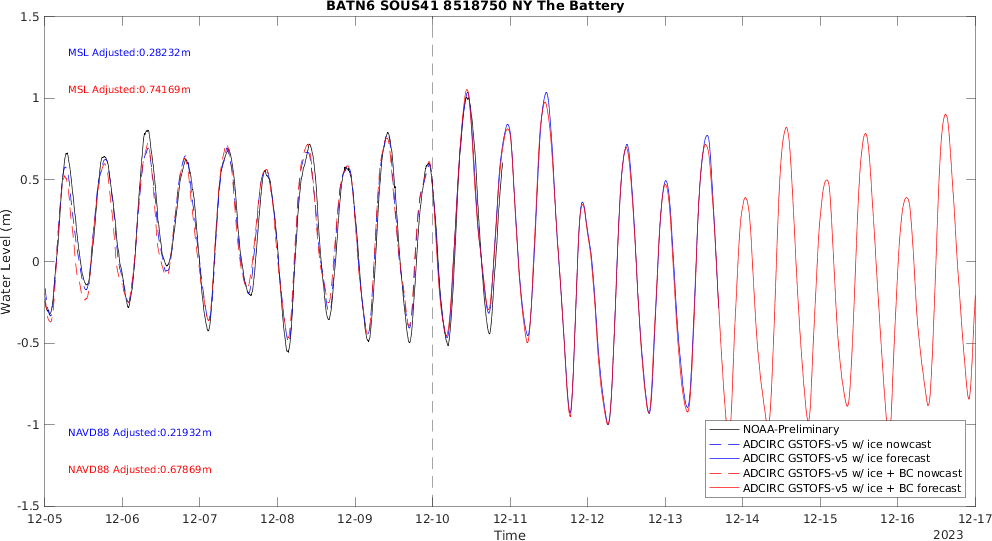 BATN6 SOUS41 8518750 NY The Battery
1.5
1
0.5
0
-0.5
-1
-1.5
Water Level (m)
MSL Adjusted:0.28232m
MSL Adjusted:0.74169m
NAVD88 Adjusted:0.21932m
NAVD88 Adjusted:0.67869m
NOAA-Preliminary
ADCIRC GSTOFS-v5 w/ ice nowcast
ADCIRC GSTOFS-v5 w/ ice forecast
ADCIRC GSTOFS-v5 w/ ice + BC nowcast
ADCIRC GSTOFS-v5 w/ ice + BC forecast
12-05 12-06 12-07 12-08 12-09 12-10 12-11 12-12 12-13 12-14 12-15 12-16 12-17
Time
2023